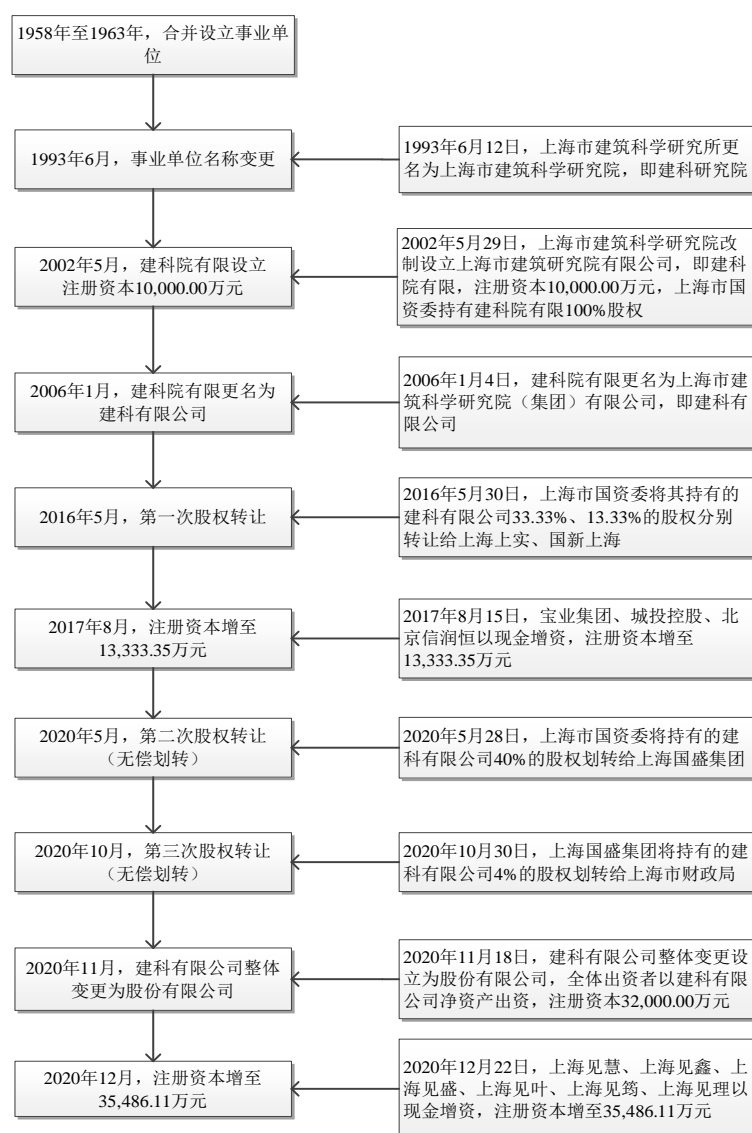 1958年至1963年，合并设立事业单
位
1993年6月，事业单位名称变更
1993年6月12日，上海市建筑科学研究所更
名为上海市建筑科学研究院，即建科研究院
2002年5月，建科院有限设立
注册资本10,000.00万元
2002年5月29日，上海市建筑科学研究院改
制设立上海市建筑研究院有限公司，即建科
院有限，注册资本10,000.00万元，上海市国
资委持有建科院有限100%股权
2006年1月，建科院有限更名为
建科有限公司
2006年1月4日，建科院有限更名为上海市建
筑科学研究院（集团）有限公司，即建科有
限公司
2016年5月，第一次股权转让
2016年5月30日，上海市国资委将其持有的
建科有限公司33.33%、13.33%的股权分别
转让给上海上实、国新上海
2017年8月，注册资本增至
13,333.35万元
2017年8月15日，宝业集团、城投控股、北
京信润恒以现金增资，注册资本增至
13,333.35万元
2020年5月，第二次股权转让
（无偿划转）
2020年5月28日，上海市国资委将持有的建
科有限公司40%的股权划转给上海国盛集团
2020年10月，第三次股权转让
（无偿划转）
2020年10月30日，上海国盛集团将持有的建
科有限公司4%的股权划转给上海市财政局
2020年11月，建科有限公司整体
变更为股份有限公司
2020年11月18日，建科有限公司整体变更设
立为股份有限公司，全体出资者以建科有限
公司净资产出资，注册资本32,000.00万元
2020年12月，注册资本增至
35,486.11万元
2020年12月22日，上海见慧、上海见鑫、上
海见盛、上海见叶、上海见筠、上海见理以
现金增资，注册资本增至35,486.11万元